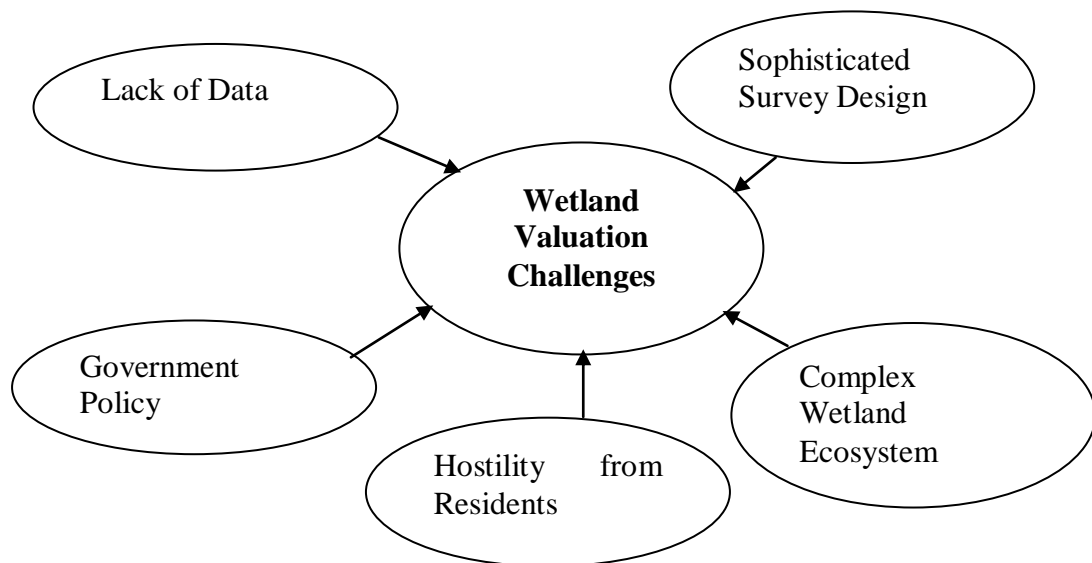 Lack of Data
Sophisticated
Survey Design
Wetland
Valuation
Challenges
Government
Policy
Complex
Wetland
Ecosystem
Hostility from
Residents